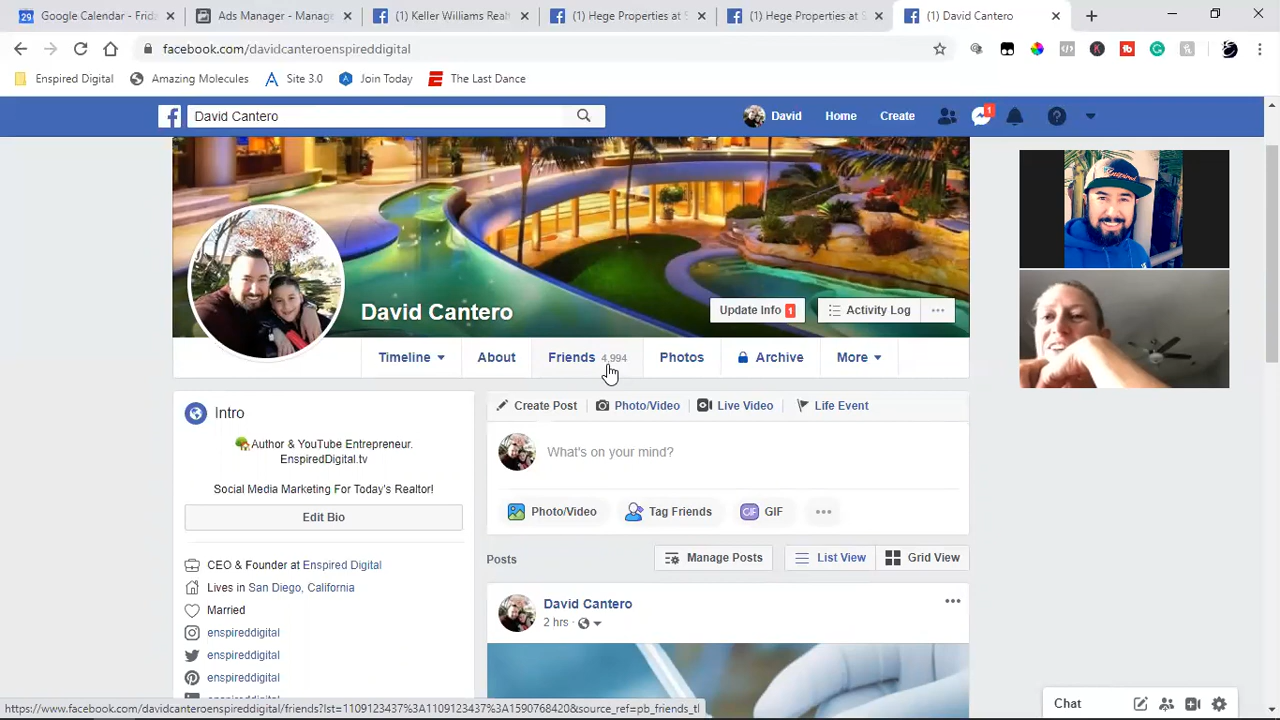 Google Calendar - Frida
Ads Manager - Manage
(1) Keller Williams Real
(1) Hege Properties at S
(1) Hege Properties at S
(1) David Cantero
facebook.com/davidcanteroenspireddigital
Enspired Digital
Amazing Molecules
Site 3.0
Join Today
The Last Dance
David Cantero
David
Home
Create
1
David Cantero
Update Info 1
Activity Log
Timeline
About
Friends 4,994
Photos
Archive
More
Intro
Author & YouTube Entrepreneur.
EnspiredDigital.tv
Social Media Marketing For Today's Realtor!
Edit Bio
CEO & Founder at Enspired Digital
Lives in San Diego, California
Married
enspireddigital
enspireddigital
enspireddigital
enspireddigital
Create Post
Photo/Video
Live Video
Life Event
What's on your mind?
Photo/Video
Tag Friends
GIF
Posts
Manage Posts
List View
Grid View
David Cantero
2 hrs ·
Chat
https://www.facebook.com/davidcanteroenspireddigital/friends?lst=1109123437%3A1109123437%3A1590768420&source_ref=pb_friends_tl